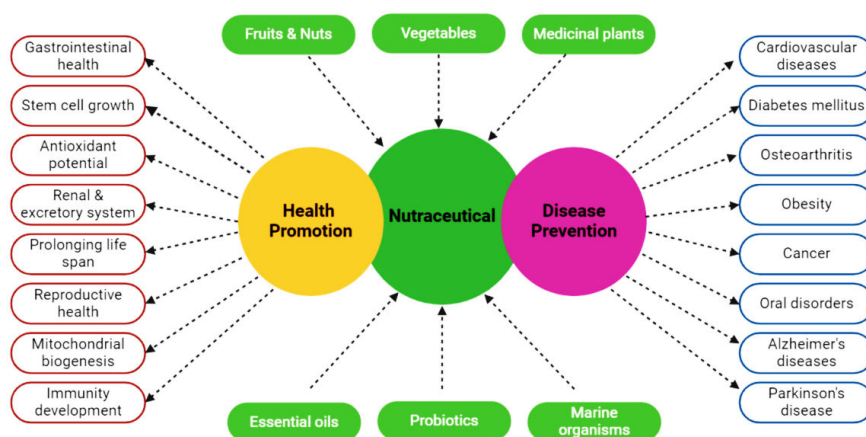 Fruits & Nuts
Vegetables
Medicinal plants
Gastrointestinal
health
Stem cell growth
Antioxidant
potential
Renal &
excretory system
Prolonging life
span
Reproductive
health
Mitochondrial
biogenesis
Immunity
development
Health
Promotion
Nutraceutical
Disease
Prevention
Cardiovascular
diseases
Diabetes mellitus
Osteoarthritis
Obesity
Cancer
Oral disorders
Alzheimer's
diseases
Parkinson's
disease
Essential oils
Probiotics
Marine
organisms